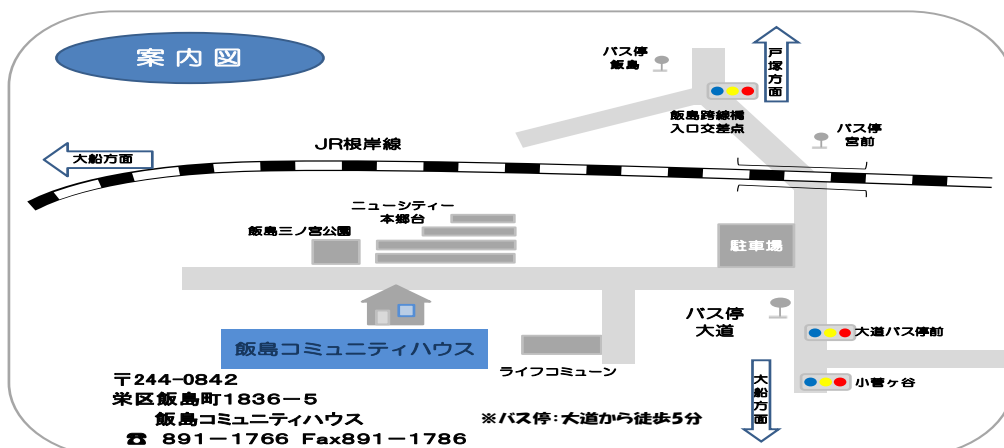 案内図
バス停
飯島
戸塚方面
飯島跨線橋
入口交差点
バス停
宮前
JR根岸線
大船方面
ニューシティー
本郷台
飯島三ノ宮公園
駐車場
バス停
大道
大道バス停前
飯島コミュニティハウス
ライフコミューン
大船方面
小菅ヶ谷
〒244-0842
栄区飯島町1836－5
飯島コミュニティハウス
※バス停：大道から徒歩5分
☎ 891－1766 Fax891－1786